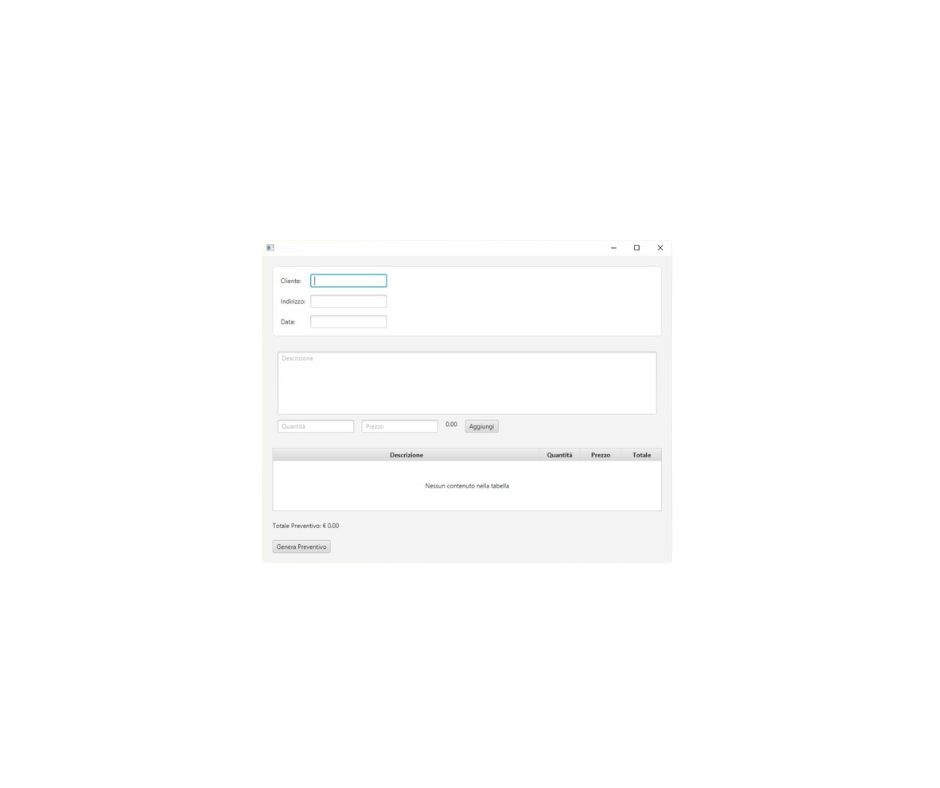 Cliente:
Indirizzo:
Data:
Descrizione
Quantità Prezzo 0.00 Aggiungi
Descrizione Quantità Prezzo Totale
Nessun contenuto nella tabella
Totale Preventivo: € 0.00
Genera Preventivo